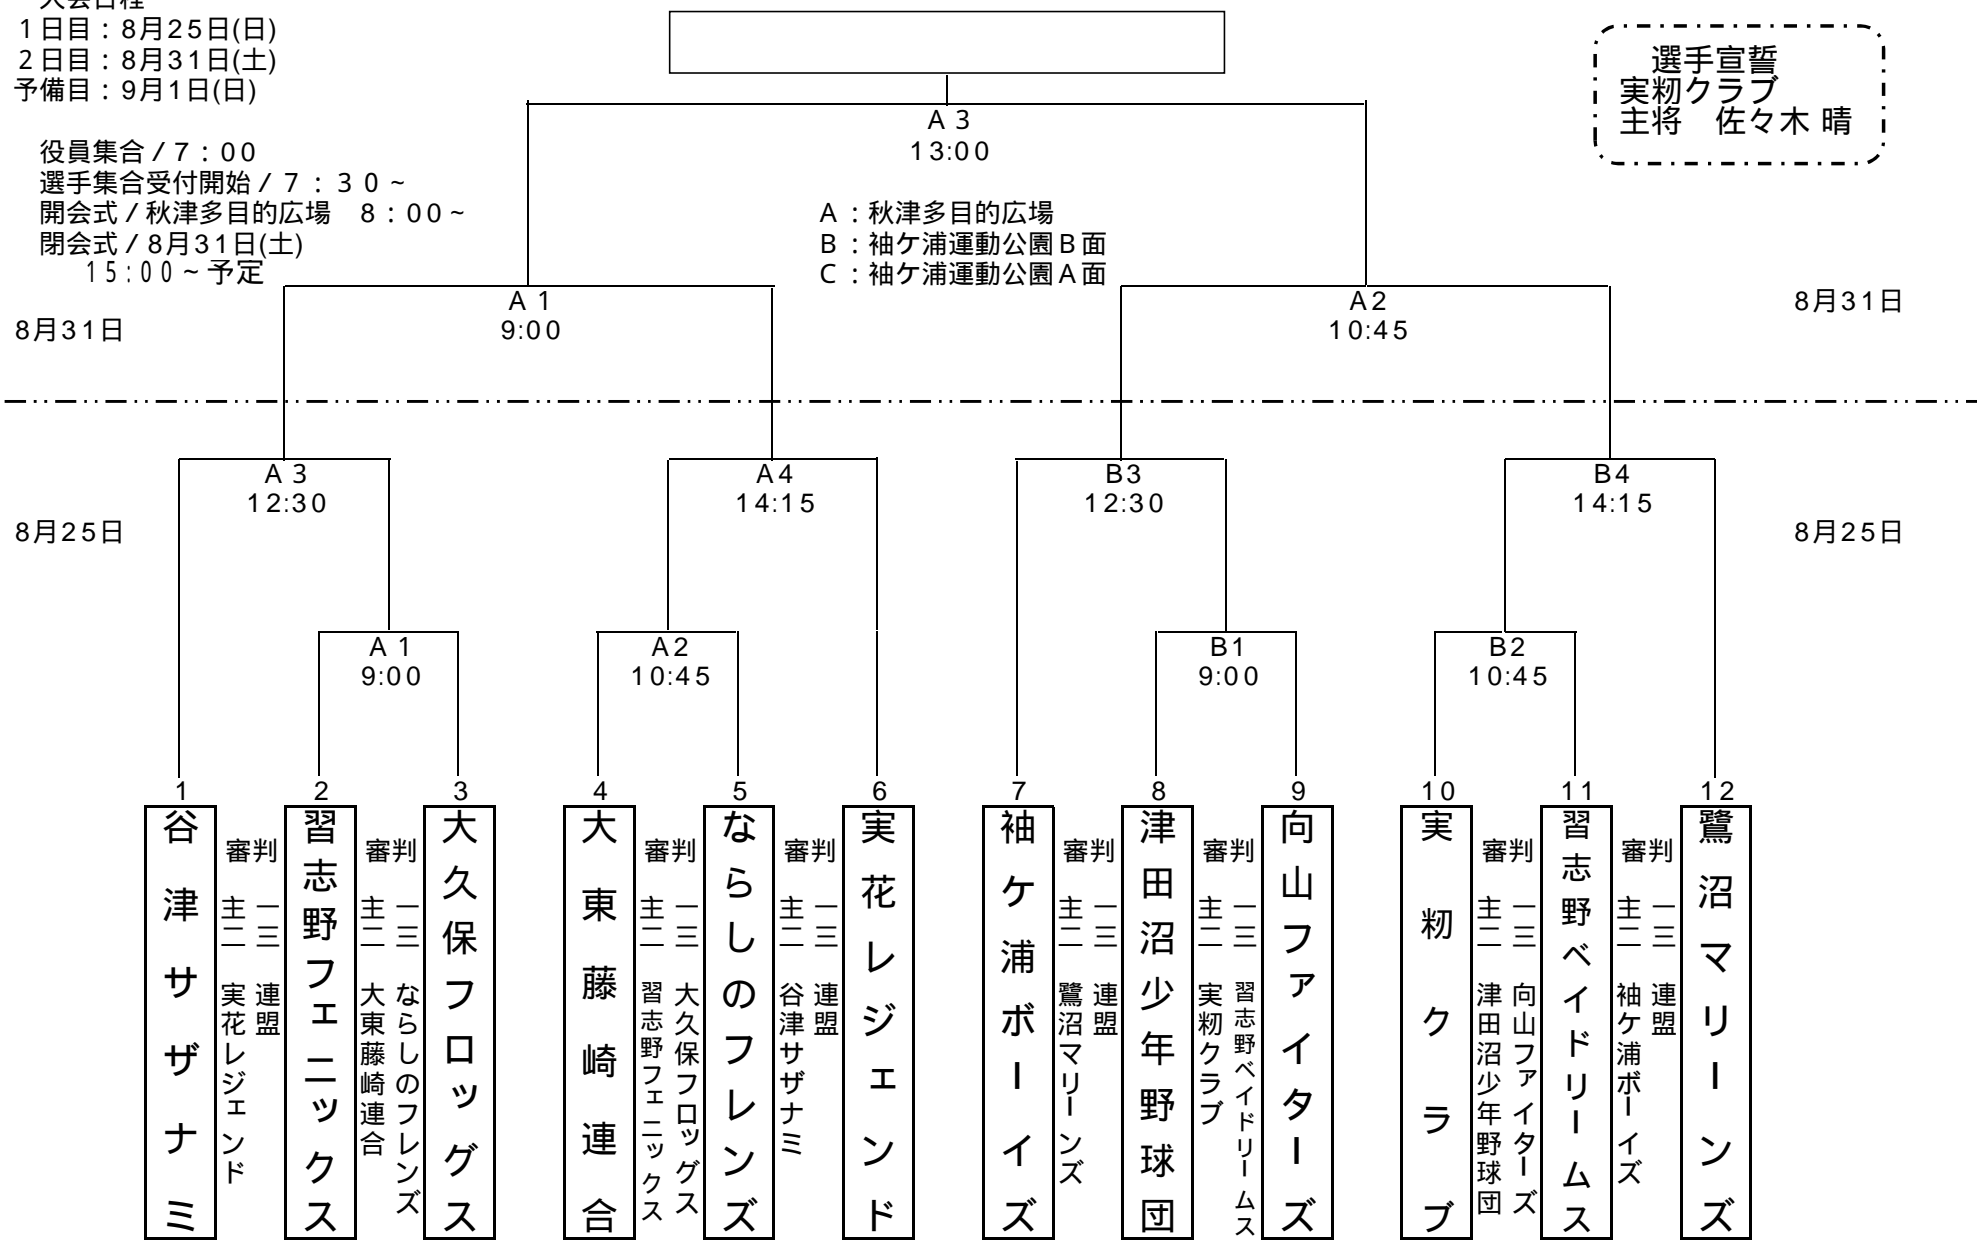 大会日程
1日目：8月25日(日)
2日目：8月31日(土)
予備日：9月1日(日)
役員集合/7：00
選手集合受付開始/7：30~
開会式/秋津多目的広場　8：00~
閉会式/8月31日(土)
15:00~予定
選手宣誓
実籾クラブ
主将　佐々木 晴
A3
13:00
A：秋津多目的広場
B：袖ケ浦運動公園B面
C：袖ケ浦運動公園A面
8月31日
A1
9:00
A2
10:45
8月31日
8月25日
A3
12:30
A4
14:15
B3
12:30
B4
14:15
8月25日
A1
9:00
A2
10:45
B1
9:00
B2
10:45
1
谷津サザナミ
審判
主二　実花レジェンド
一三　連盟
2
習志野フェニックス
審判
主二　大東藤崎連合
一三　ならしのフレンズ
3
大久保フロッグス
4
大東藤崎連合
審判
主二　習志野フェニックス
一三　大久保フロッグス
5
ならしのフレンズ
審判
主二　谷津サザナミ
一三　連盟
6
実花レジェンド
7
袖ケ浦ボーイズ
審判
主二　鷺沼マリーンズ
一三　連盟
8
津田沼少年野球団
審判
主二　実籾クラブ
一三　習志野ベイドリームス
9
向山ファイターズ
10
実籾クラブ
審判
主二　津田沼少年野球団
一三　向山ファイターズ
11
習志野ベイドリームス
審判
主二　袖ケ浦ボーイズ
一三　連盟
12
鷺沼マリーンズ